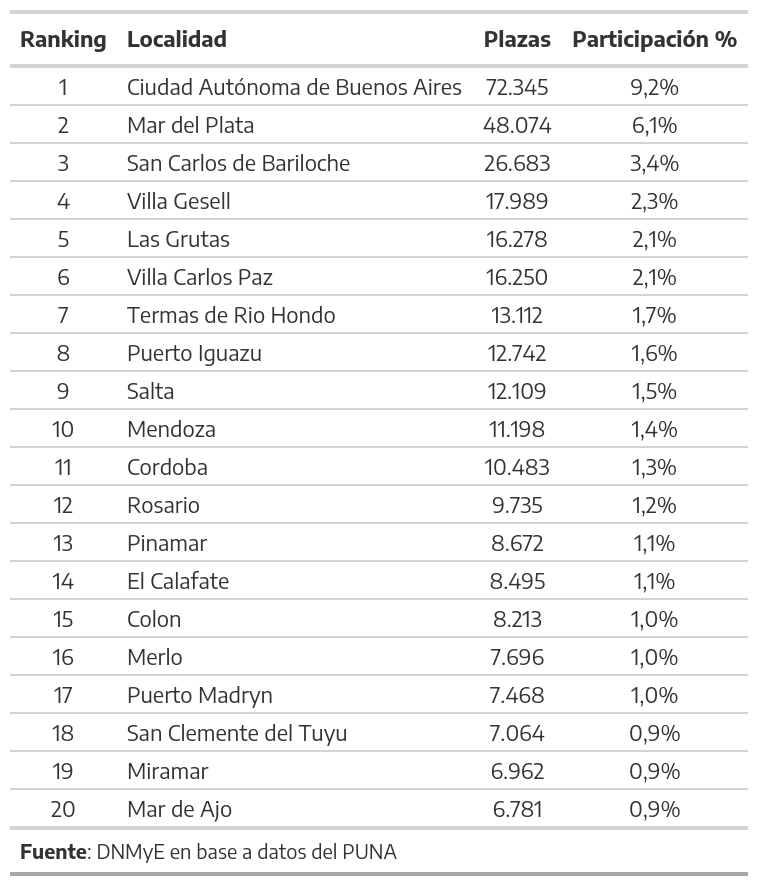 Ranking Localidad Plazas Participación %
1 Ciudad Autónoma de Buenos Aires 72.345 9,2%
2 Mar del Plata 48.074 6,1%
3 San Carlos de Bariloche 26.683 3,4%
4 Villa Gesell 17.989 2,3%
5 Las Grutas 16.278 2,1%
6 Villa Carlos Paz 16.250 2,1%
7 Termas de Rio Hondo 13.112 1,7%
8 Puerto Iguazu 12.742 1,6%
9 Salta 12.109 1,5%
10 Mendoza 11.198 1,4%
11 Cordoba 10.483 1,3%
12 Rosario 9.735 1,2%
13 Pinamar 8.672 1,1%
14 El Calafate 8.495 1,1%
15 Colon 8.213 1,0%
16 Merlo 7.696 1,0%
17 Puerto Madryn 7.468 1,0%
18 San Clemente del Tuyu 7.064 0,9%
19 Miramar 6.962 0,9%
20 Mar de Ajo 6.781 0,9%
Fuente: DNMyE en base a datos del PUNA